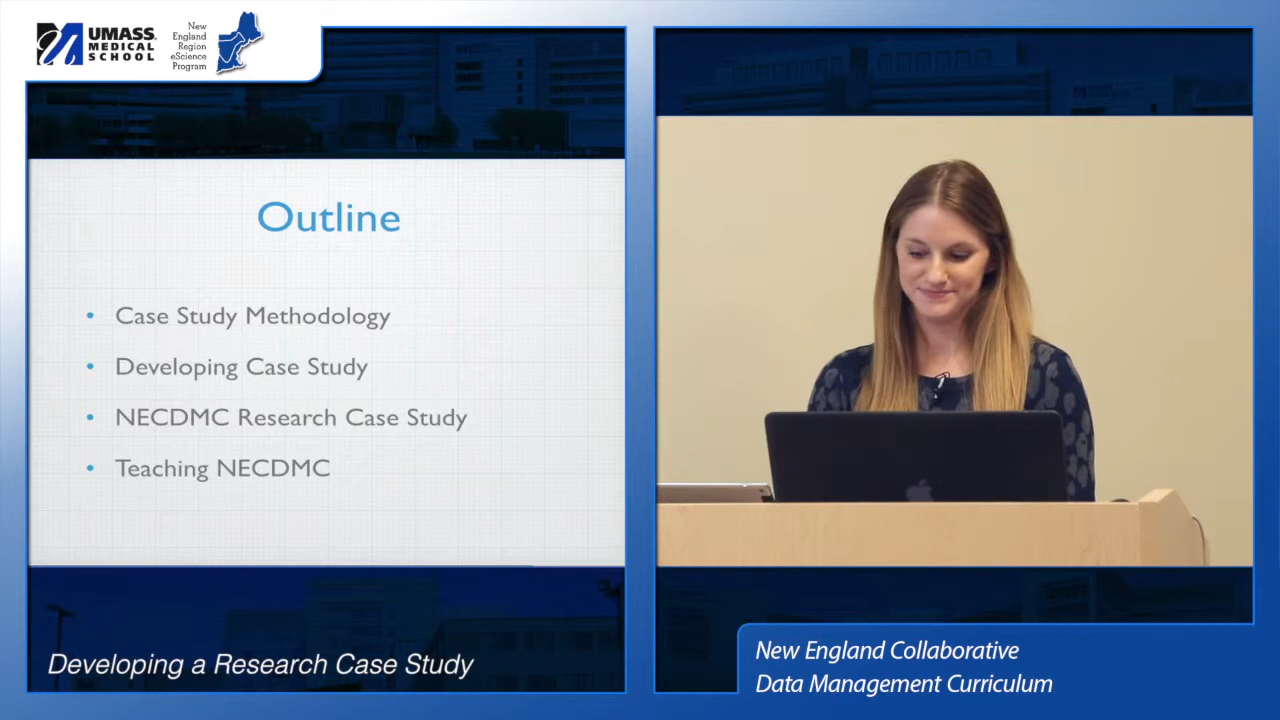 UMASS
MEDICAL
SCHOOL
New
England
Region
eScience
Program
Outline
• Case Study Methodology
• Developing Case Study
• NECDMC Research Case Study
• Teaching NECDMC
Developing a Research Case Study
New England Collaborative
Data Management Curriculum